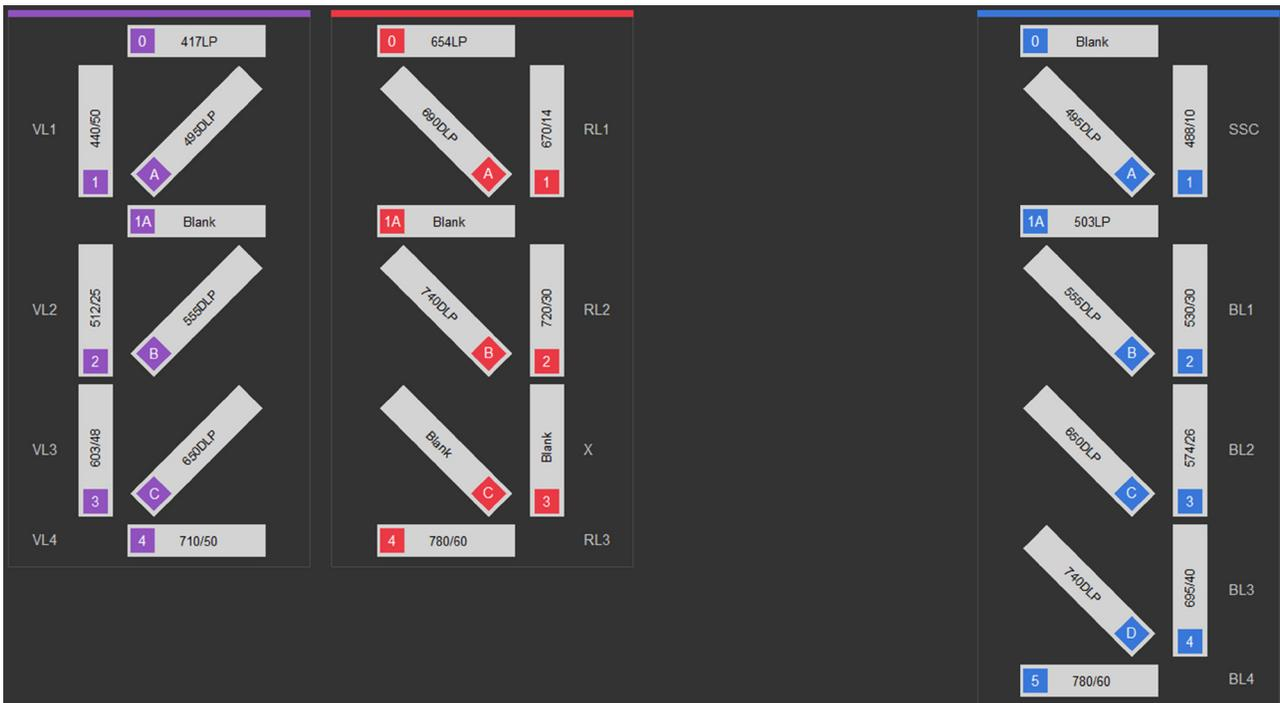 0 417LP
VL1 1 440/50 A 495DLP
1A Blank
VL2 2 512/25 B 555DLP
VL3 3 603/48 C 650DLP
VL4 4 710/50
0 654LP
A 690DLP 1 670/14 RL1
1A Blank
B 740DLP 2 720/30 RL2
C Blank 3 Blank X
4 780/60 RL3
0 Blank
A 495DLP 1 488/10 SSC
1A 503LP
B 555DLP 2 530/30 BL1
C 650DLP 3 574/26 BL2
D 740DLP 4 695/40 BL3
5 780/60 BL4